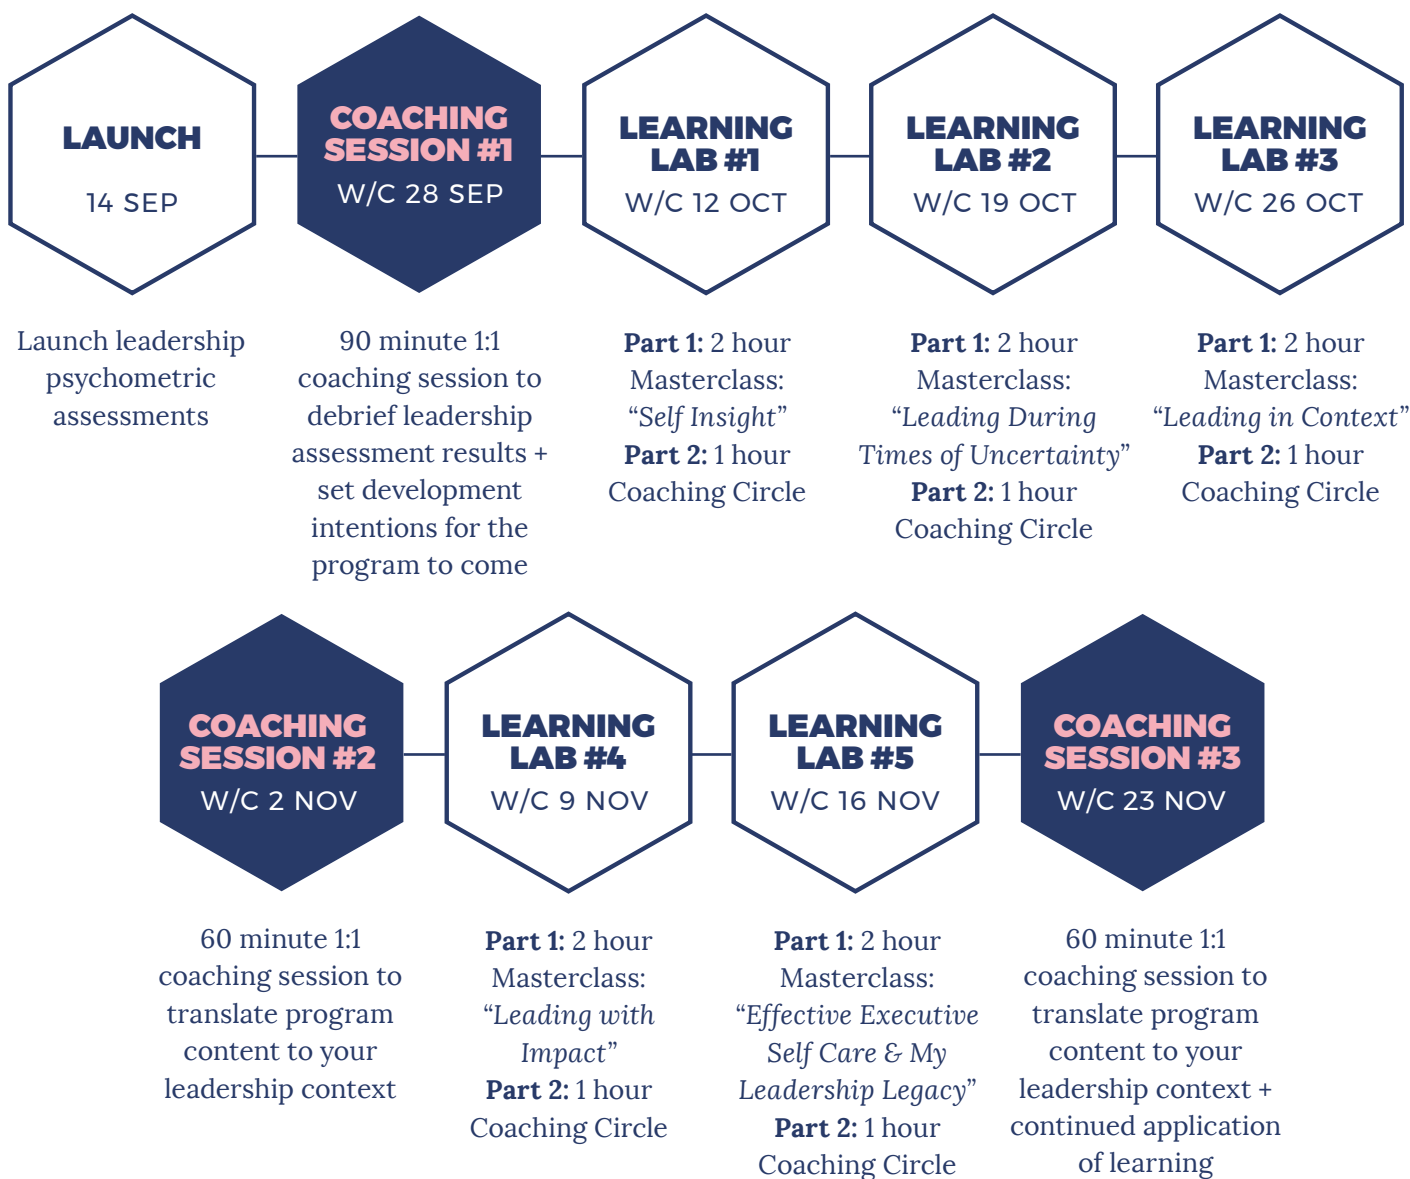 LAUNCH
14 SEP
Launch leadership
psychometric
assessments
COACHING
SESSION #1
W/C 28 SEP
90 minute 1:1
coaching session to
debrief leadership
assessment results +
set development
intentions for the
program to come
LEARNING
LAB #1
W/C 12 OCT
Part 1: 2 hour
Masterclass:
“Self Insight”
Part 2: 1 hour
Coaching Circle
LEARNING
LAB #2
W/C 19 OCT
Part 1: 2 hour
Masterclass:
“Leading During
Times of Uncertainty”
Part 2: 1 hour
Coaching Circle
LEARNING
LAB #3
W/C 26 OCT
Part 1: 2 hour
Masterclass:
“Leading in Context”
Part 2: 1 hour
Coaching Circle
COACHING
SESSION #2
W/C 2 NOV
60 minute 1:1
coaching session to
translate program
content to your
leadership context
LEARNING
LAB #4
W/C 9 NOV
Part 1: 2 hour
Masterclass:
“Leading with
Impact”
Part 2: 1 hour
Coaching Circle
LEARNING
LAB #5
W/C 16 NOV
Part 1: 2 hour
Masterclass:
“Effective Executive
Self Care & My
Leadership Legacy”
Part 2: 1 hour
Coaching Circle
COACHING
SESSION #3
W/C 23 NOV
60 minute 1:1
coaching session to
translate program
content to your
leadership context +
continued application
of learning